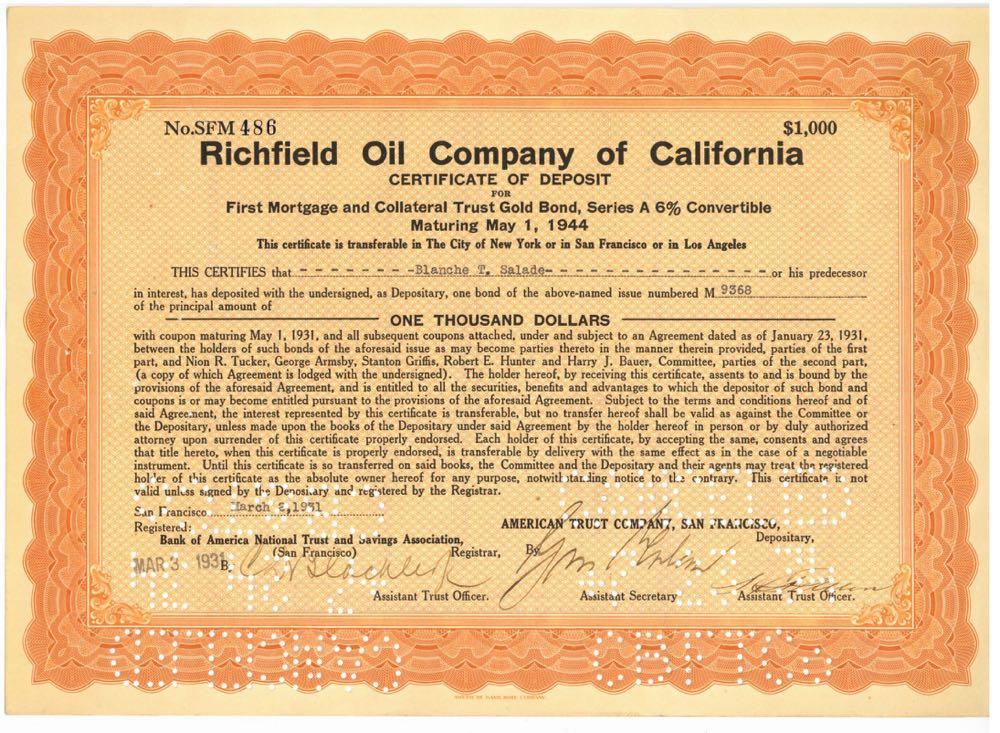 No.SFM 486
$1,000
Richfield Oil Company of California
CERTIFICATE OF DEPOSIT
FOR
First Mortgage and Collateral Trust Gold Bond, Series A 6% Convertible
Maturing May 1, 1944
This certificate is transferable in The City of New York or in San Francisco or in Los Angeles
THIS CERTIFIES that - - - - - - - -Blanche T. Salade- - - - - - - - - - - - - - - or his predecessor
in interest, has deposited with the undersigned, as Depositary, one bond of the above-named issue numbered M 9368
of the principal amount of
ONE THOUSAND DOLLARS
with coupon maturing May 1, 1931, and all subsequent coupons attached, under and subject to an Agreement dated as of January 23, 1931,
between the holders of such bonds of the aforesaid issue as may become parties thereto in the manner therein provided, parties of the first
part, and Nion R. Tucker, George Armsby, Stanton Griffis, Robert E. Hunter and Harry J. Bauer, Committee, parties of the second part,
(a copy of which Agreement is lodged with the undersigned). The holder hereof, by receiving this certificate, assents to and is bound by the
provisions of the aforesaid Agreement, and is entitled to all the securities, benefits and advantages to which the depositor of such bond and
coupons is or may become entitled pursuant to the provisions of the aforesaid Agreement. Subject to the terms and conditions hereof and of
said Agreement, the interest represented by this certificate is transferable, but no transfer hereof shall be valid as against the Committee or
the Depositary, unless made upon the books of the Depositary under said Agreement by the holder hereof in person or by duly authorized
attorney upon surrender of this certificate properly endorsed. Each holder of this certificate, by accepting the same, consents and agrees
that title hereto, when this certificate is properly endorsed, is transferable by delivery with the same effect as in the case of a negotiable
instrument. Until this certificate is so transferred on said books, the Committee and the Depositary and their agents may treat the registered
holder of this certificate as the absolute owner hereof for any purpose, notwithstanding notice to the contrary. This certificate is not
valid unless signed by the Depositary and registered by the Registrar.
San Francisco March 2, 1931
Registered:
AMERICAN TRUST COMPANY, SAN FRANCISCO,
Depositary,
Bank of America National Trust and Savings Association,
(San Francisco) Registrar,
MAR 3 1931 B
By
Assistant Trust Officer.
Assistant Secretary
Assistant Trust Officer.